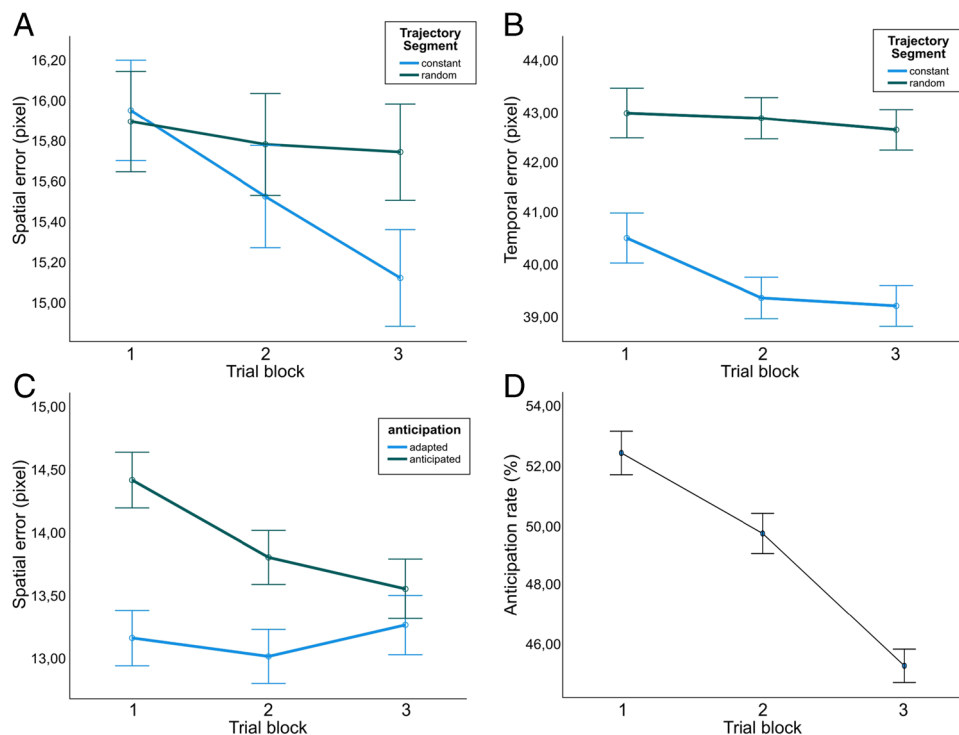 A
Trajectory
Segment
constant
random
Spatial error (pixel)
16,20
16,00
15,80
15,60
15,40
15,20
15,00
1
2
3
Trial block
B
Trajectory
Segment
constant
random
Temporal error (pixel)
44,00
43,00
42,00
41,00
40,00
39,00
1
2
3
Trial block
C
anticipation
adapted
anticipated
Spatial error (pixel)
15,00
14,50
14,00
13,50
13,00
1
2
3
Trial block
D
Anticipation rate (%)
54,00
52,00
50,00
48,00
46,00
1
2
3
Trial block